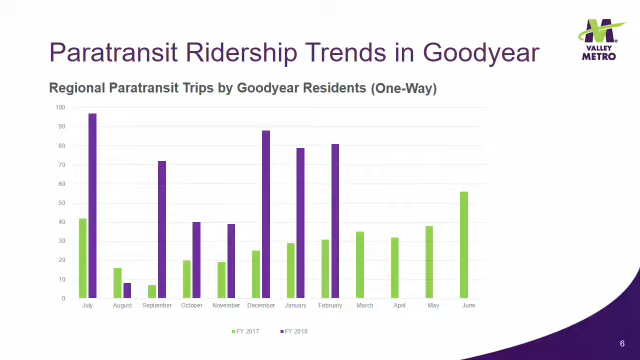 Paratransit Ridership Trends in Goodyear
VALLEY
METRO
Regional Paratransit Trips by Goodyear Residents (One-Way)
100
90
80
70
60
50
40
30
20
10
0
July August September October November December January February March April May June
FY 2017 FY 2018
6